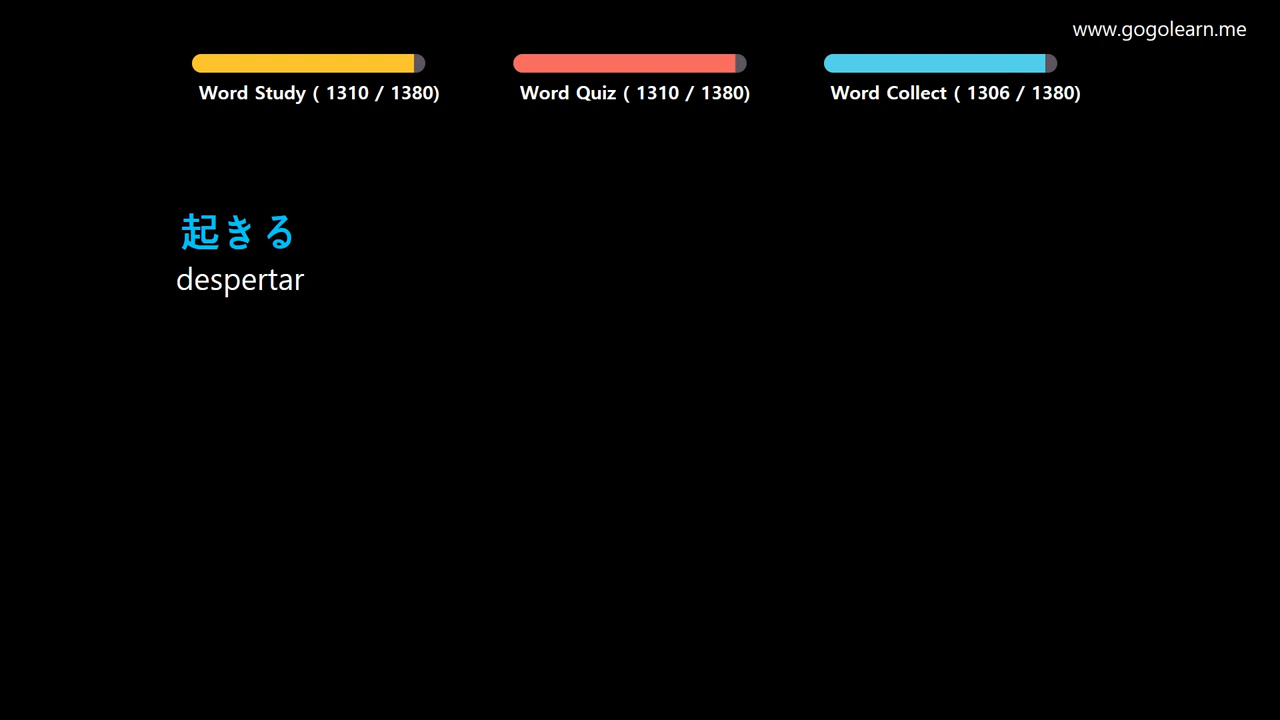 www.gogolearn.me
Word Study ( 1310 / 1380)
Word Quiz ( 1310 / 1380)
Word Collect ( 1306 / 1380)
起きる
despertar